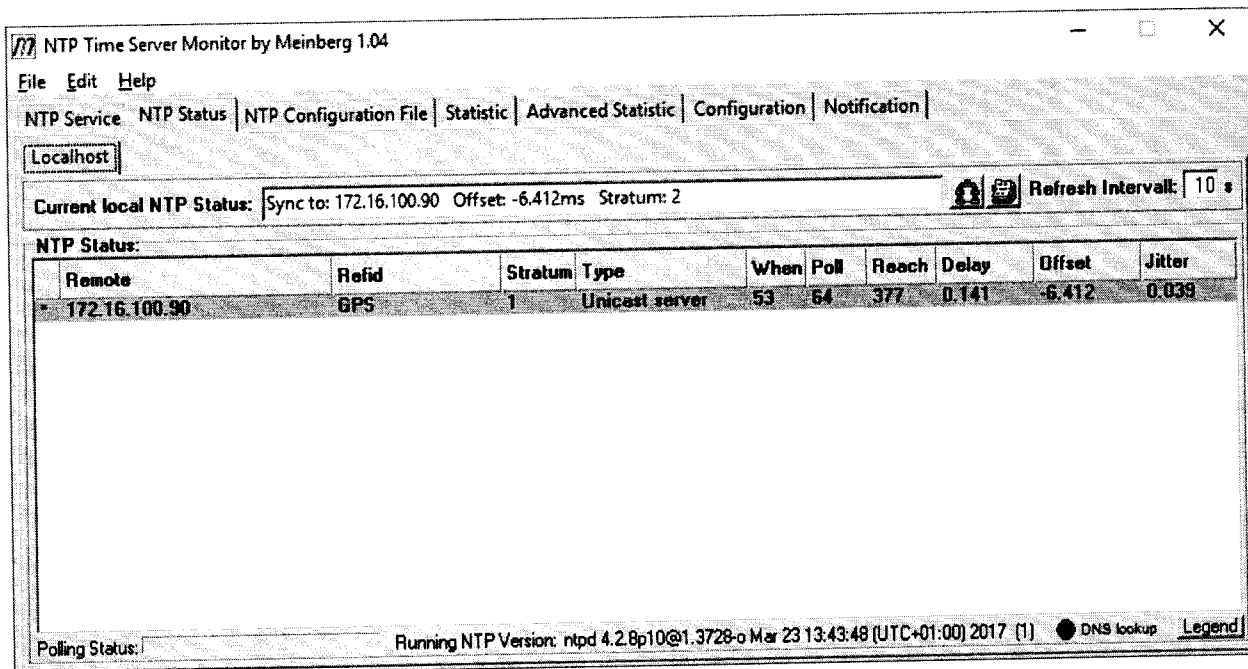 NTP Time Server Monitor by Meinberg 1.04
File Edit Help
NTP Service NTP Status NTP Configuration File Statistic Advanced Statistic Configuration Notification
Localhost
Current local NTP Status: Sync to: 172.16.100.90 Offset: -6.412ms Stratum: 2 Refresh Intervall: 10 s
NTP Status:
Remote Refid Stratum Type When Poll Reach Delay Offset Jitter
* 172.16.100.90 GPS 1 Unicast server 53 64 377 0.141 -6.412 0.039
Polling Status: Running NTP Version: ntpd 4.2.8p10@1.3728-o Mar 23 13:43:48 (UTC+01:00) 2017 (1) DNS lookup Legend